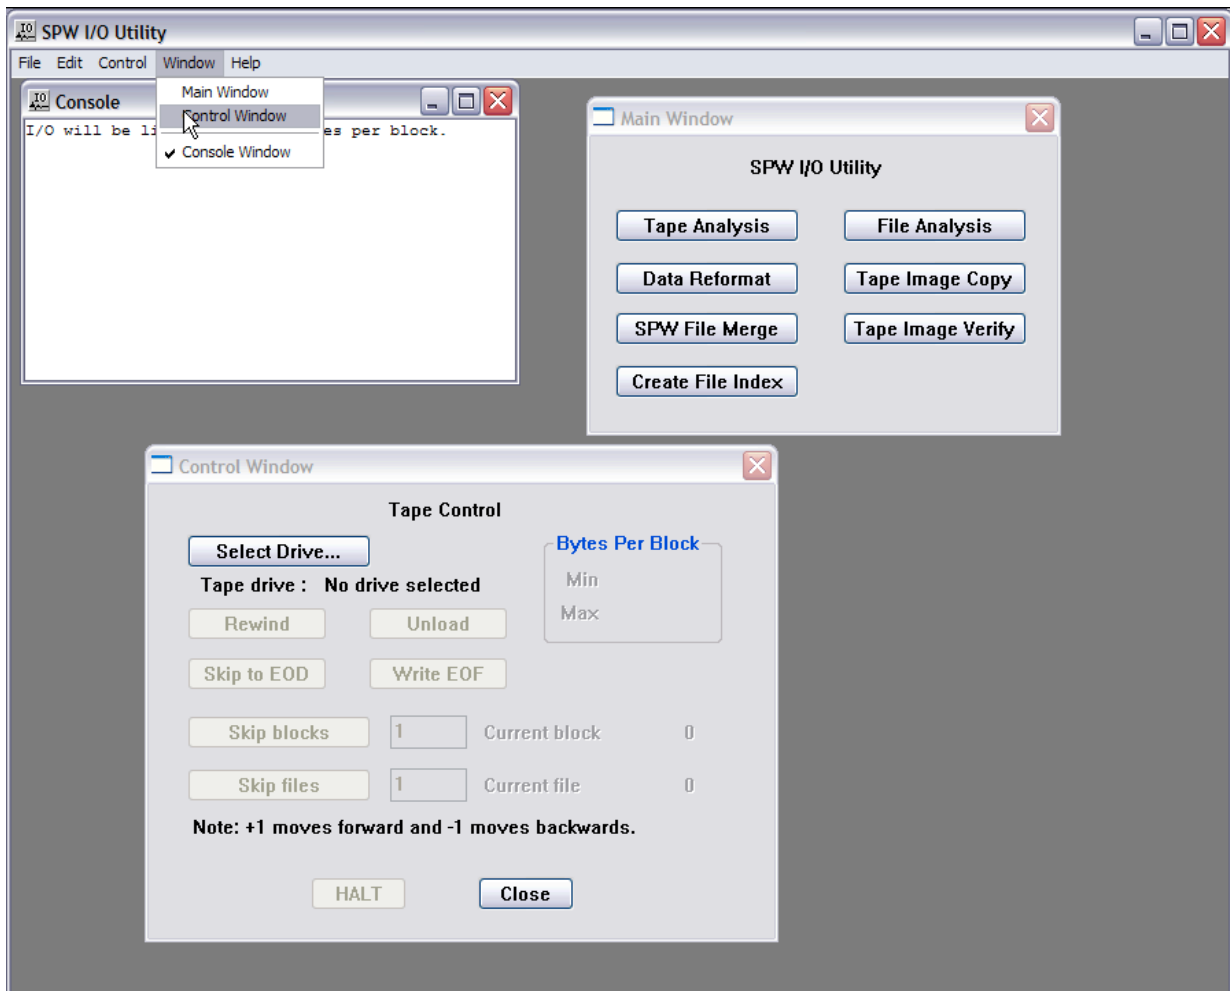 SPW I/O Utility
File Edit Control Window Help
Main Window
Control Window
Console Window
Console
I/O will be li es per block.
Main Window
SPW I/O Utility
Tape Analysis File Analysis
Data Reformat Tape Image Copy
SPW File Merge Tape Image Verify
Create File Index
Control Window
Tape Control
Select Drive...
Bytes Per Block
Min
Max
Tape drive : No drive selected
Rewind Unload
Skip to EOD Write EOF
Skip blocks 1 Current block 0
Skip files 1 Current file 0
Note: +1 moves forward and -1 moves backwards.
HALT Close